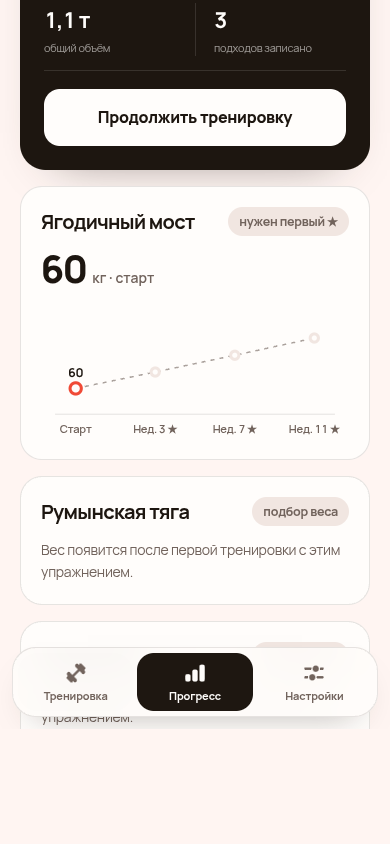 1,1 т
3
общий объём
подходов записано
Продолжить тренировку
Ягодичный мост
нужен первый ★
60 кг · старт
60
Старт
Нед. 3 ★
Нед. 7 ★
Нед. 11 ★
Румынская тяга
подбор веса
Вес появится после первой тренировки с этим
упражнением.
Тренировка
Прогресс
Настройки
упражнением.